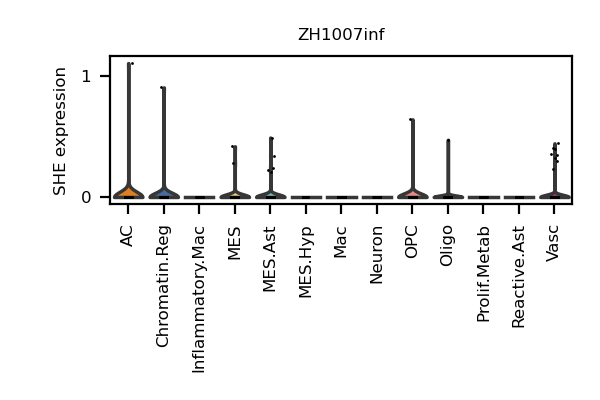 ZH1007inf
SHE expression
1
0
AC
Chromatin.Reg
Inflammatory.Mac
MES
MES.Ast
MES.Hyp
Mac
Neuron
OPC
Oligo
Prolif.Metab
Reactive.Ast
Vasc